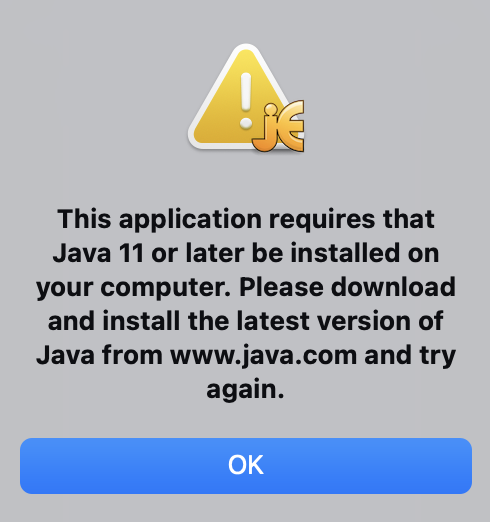 jE
This application requires that
Java 11 or later be installed on
your computer. Please download
and install the latest version of
Java from www.java.com and try
again.
OK